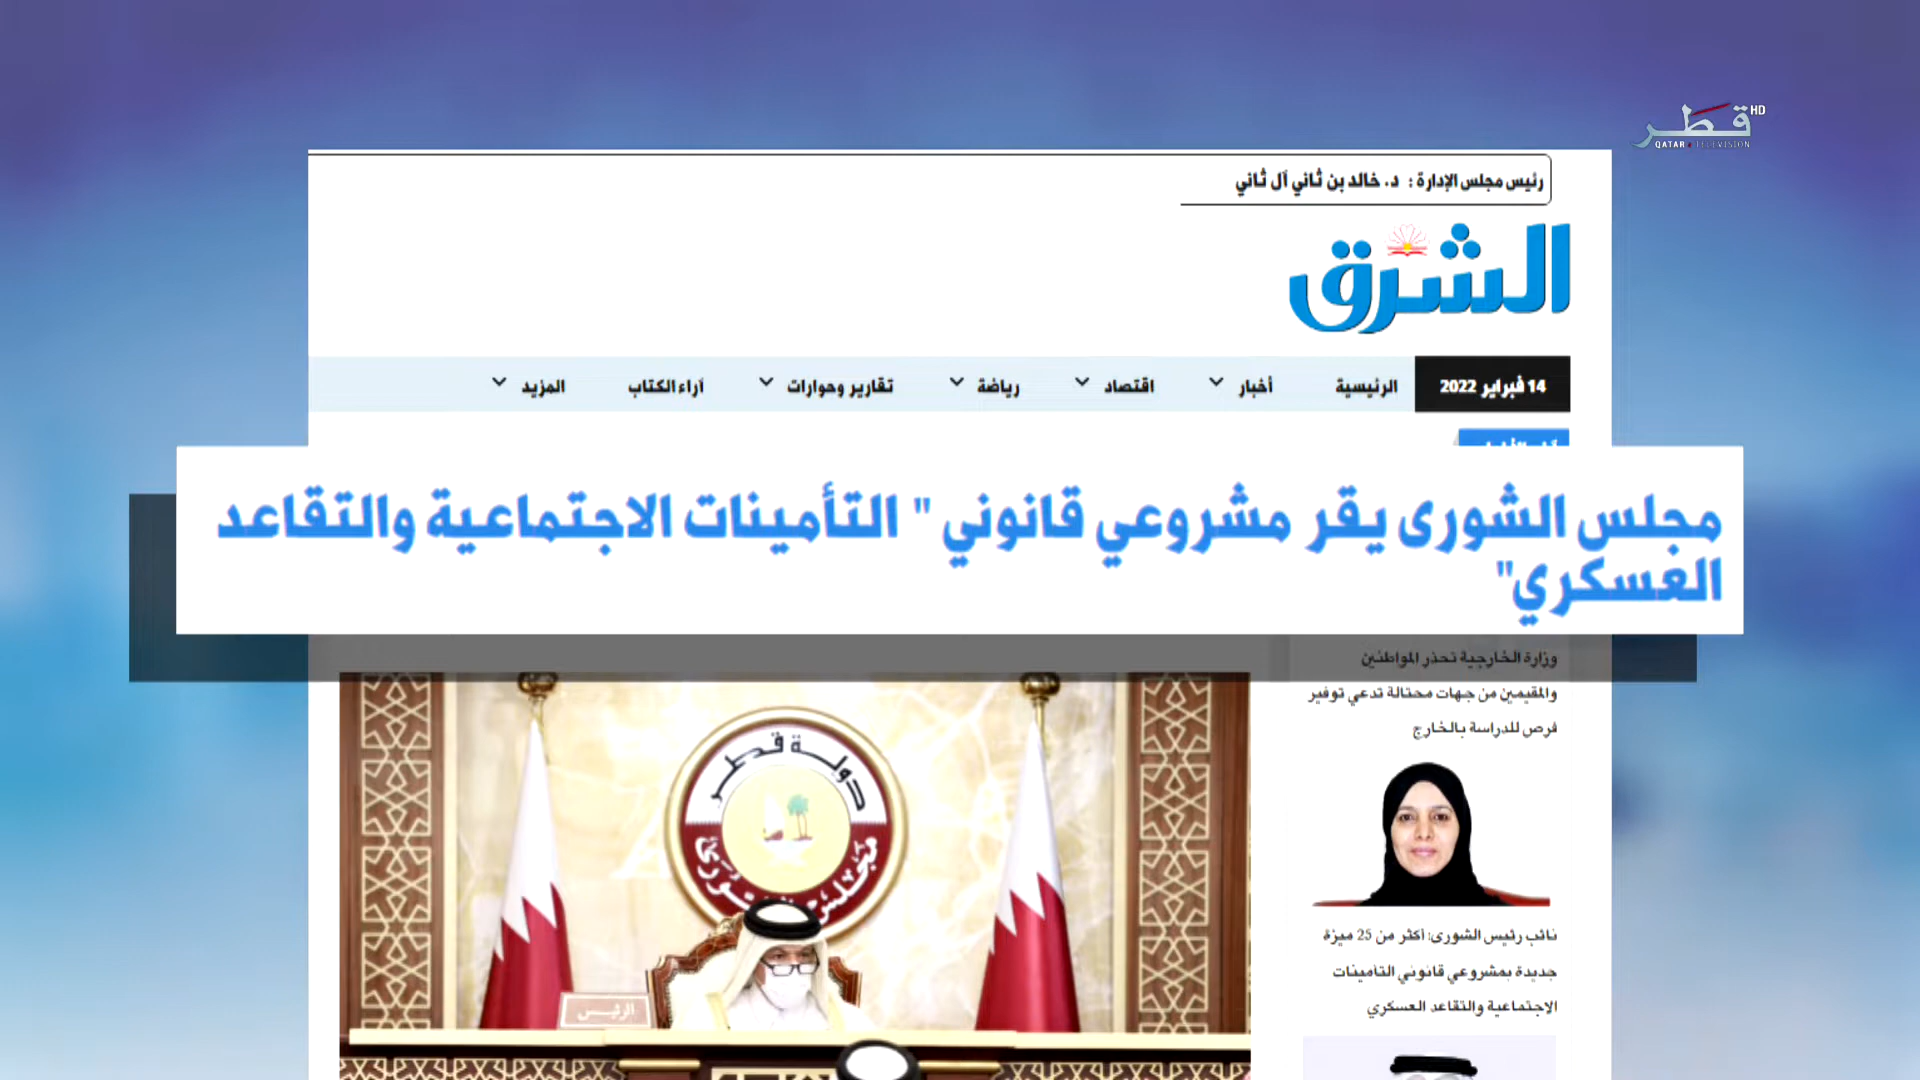 قطر HD
QATAR TELEVISION
رئيس مجلس الإدارة : د. خالد بن ثاني آل ثاني
الشرق
14 فبراير 2022 الرئيسية أخبار اقتصاد رياضة تقارير وحوارات آراء الكتاب المزيد
مجلس الشورى يقر مشروعي قانوني " التأمينات الاجتماعية والتقاعد
العسكري"
وزارة الخارجية تحذر المواطنين
والمقيمين من جهات محتالة تدعي توفير
فرص للدراسة بالخارج
دولة قطر
مجلس الشورى
الرئيس
نائب رئيس الشورى: أكثر من 25 ميزة
جديدة بمشروعي قانوني التأمينات
الاجتماعية والتقاعد العسكري